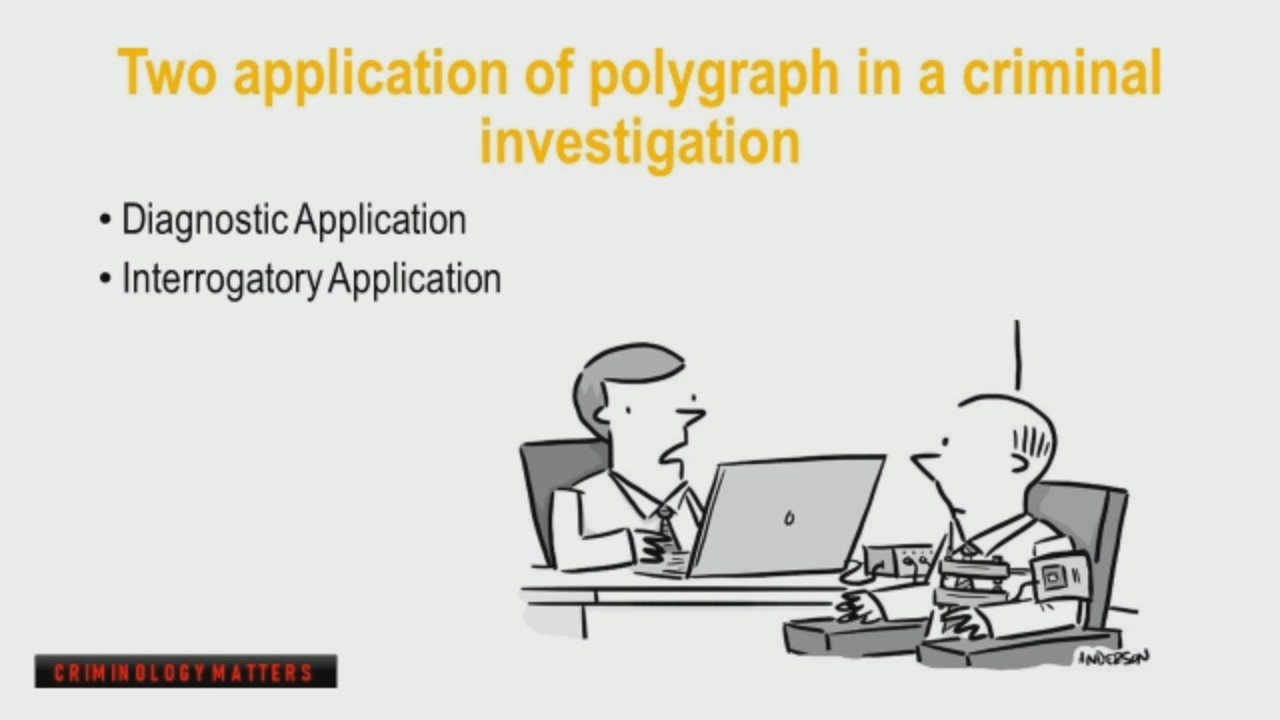 Two application of polygraph in a criminal
investigation
• Diagnostic Application
• Interrogatory Application
ANDERSON
CRIMINOLOGY MATTERS